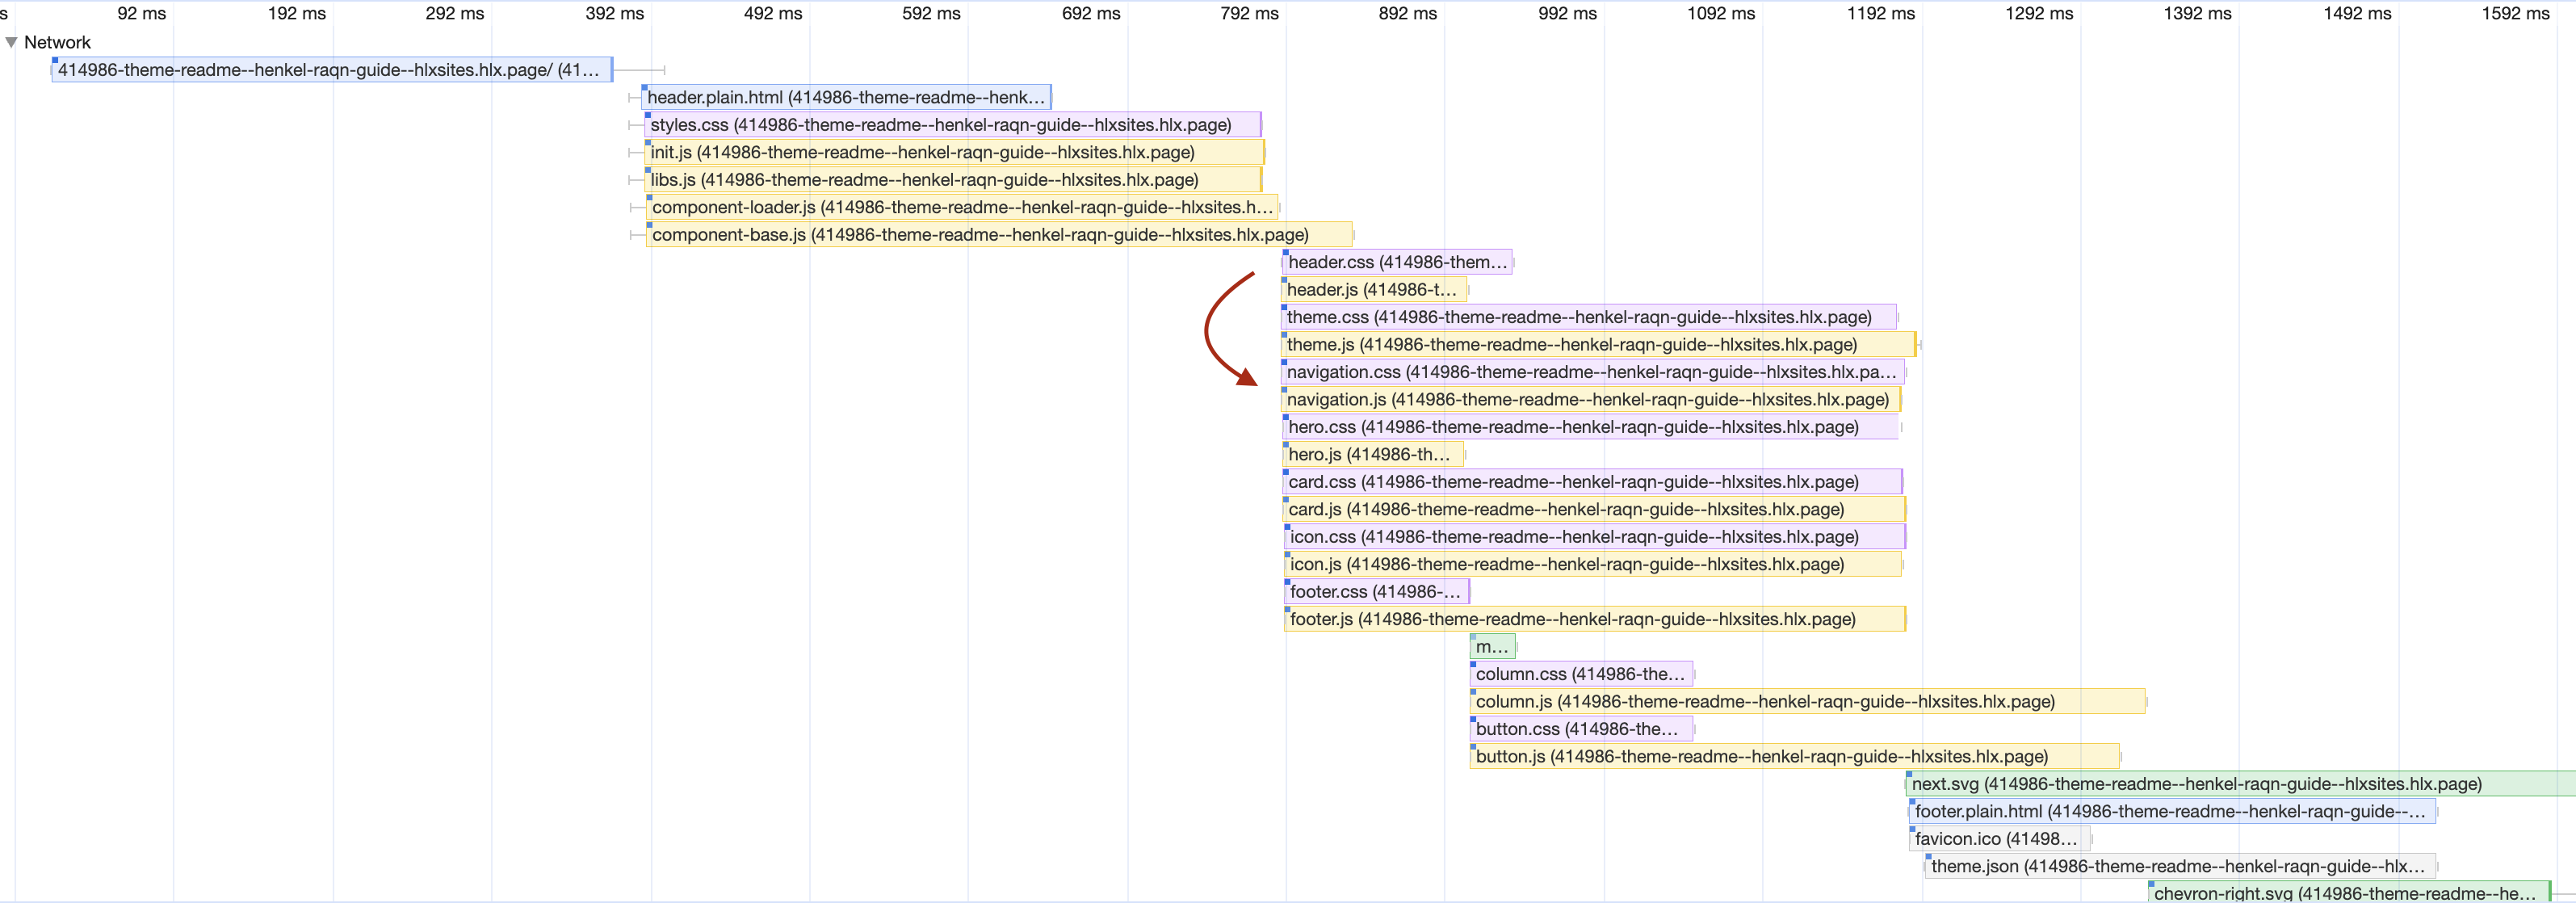 s 92 ms 192 ms 292 ms 392 ms 492 ms 592 ms 692 ms 792 ms 892 ms 992 ms 1092 ms 1192 ms 1292 ms 1392 ms 1492 ms 1592 ms
Network
414986-theme-readme--henkel-raqn-guide--hlxsites.hlx.page/ (41…
header.plain.html (414986-theme-readme--henk…
styles.css (414986-theme-readme--henkel-raqn-guide--hlxsites.hlx.page)
init.js (414986-theme-readme--henkel-raqn-guide--hlxsites.hlx.page)
libs.js (414986-theme-readme--henkel-raqn-guide--hlxsites.hlx.page)
component-loader.js (414986-theme-readme--henkel-raqn-guide--hlxsites.h…
component-base.js (414986-theme-readme--henkel-raqn-guide--hlxsites.hlx.page)
header.css (414986-them…
header.js (414986-t…
theme.css (414986-theme-readme--henkel-raqn-guide--hlxsites.hlx.page)
theme.js (414986-theme-readme--henkel-raqn-guide--hlxsites.hlx.page)
navigation.css (414986-theme-readme--henkel-raqn-guide--hlxsites.hlx.pa…
navigation.js (414986-theme-readme--henkel-raqn-guide--hlxsites.hlx.page)
hero.css (414986-theme-readme--henkel-raqn-guide--hlxsites.hlx.page)
hero.js (414986-th…
card.css (414986-theme-readme--henkel-raqn-guide--hlxsites.hlx.page)
card.js (414986-theme-readme--henkel-raqn-guide--hlxsites.hlx.page)
icon.css (414986-theme-readme--henkel-raqn-guide--hlxsites.hlx.page)
icon.js (414986-theme-readme--henkel-raqn-guide--hlxsites.hlx.page)
footer.css (414986-…
footer.js (414986-theme-readme--henkel-raqn-guide--hlxsites.hlx.page)
m…
column.css (414986-the…
column.js (414986-theme-readme--henkel-raqn-guide--hlxsites.hlx.page)
button.css (414986-the…
button.js (414986-theme-readme--henkel-raqn-guide--hlxsites.hlx.page)
next.svg (414986-theme-readme--henkel-raqn-guide--hlxsites.hlx.page)
footer.plain.html (414986-theme-readme--henkel-raqn-guide--…
favicon.ico (41498…
theme.json (414986-theme-readme--henkel-raqn-guide--hlx…
chevron-right.svg (414986-theme-readme--he…